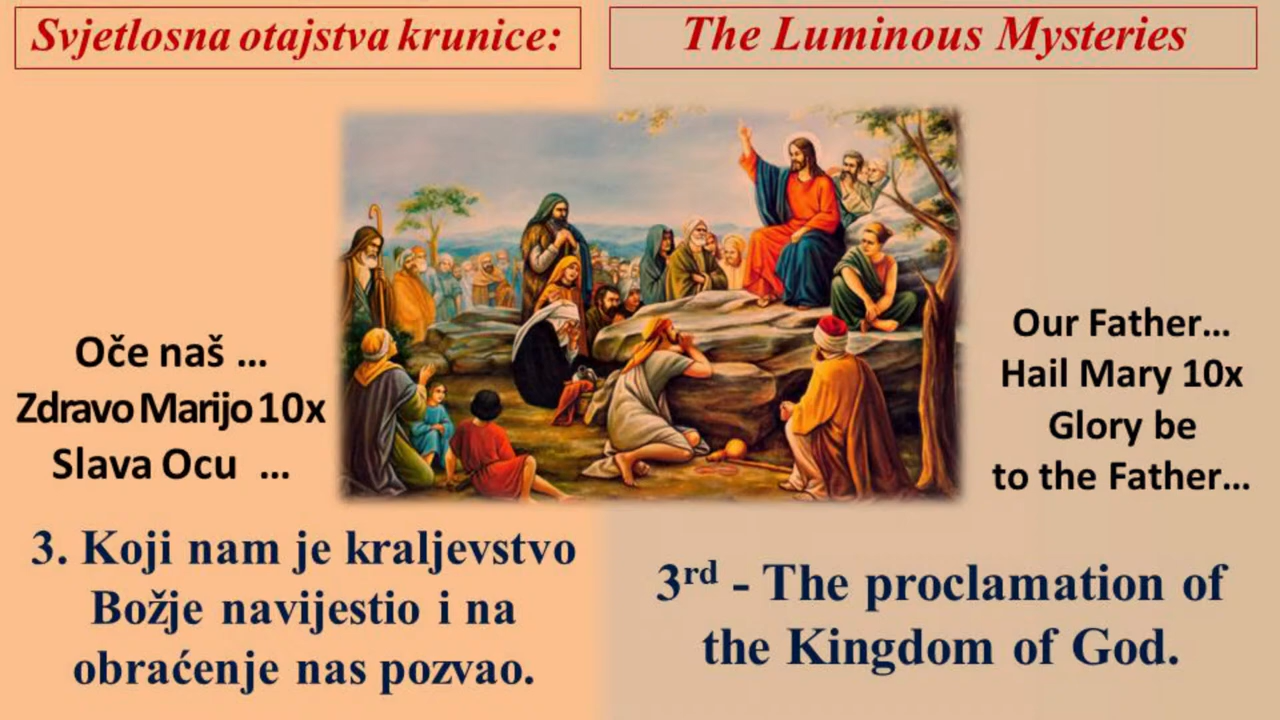 Svjetlosna otajstva krunice:
The Luminous Mysteries
Oče naš ...
Zdravo Marijo 10x
Slava Ocu ...
Our Father...
Hail Mary 10x
Glory be
to the Father...
3. Koji nam je kraljevstvo
Božje navijestio i na
obraćenje nas pozvao.
3rd - The proclamation of
the Kingdom of God.